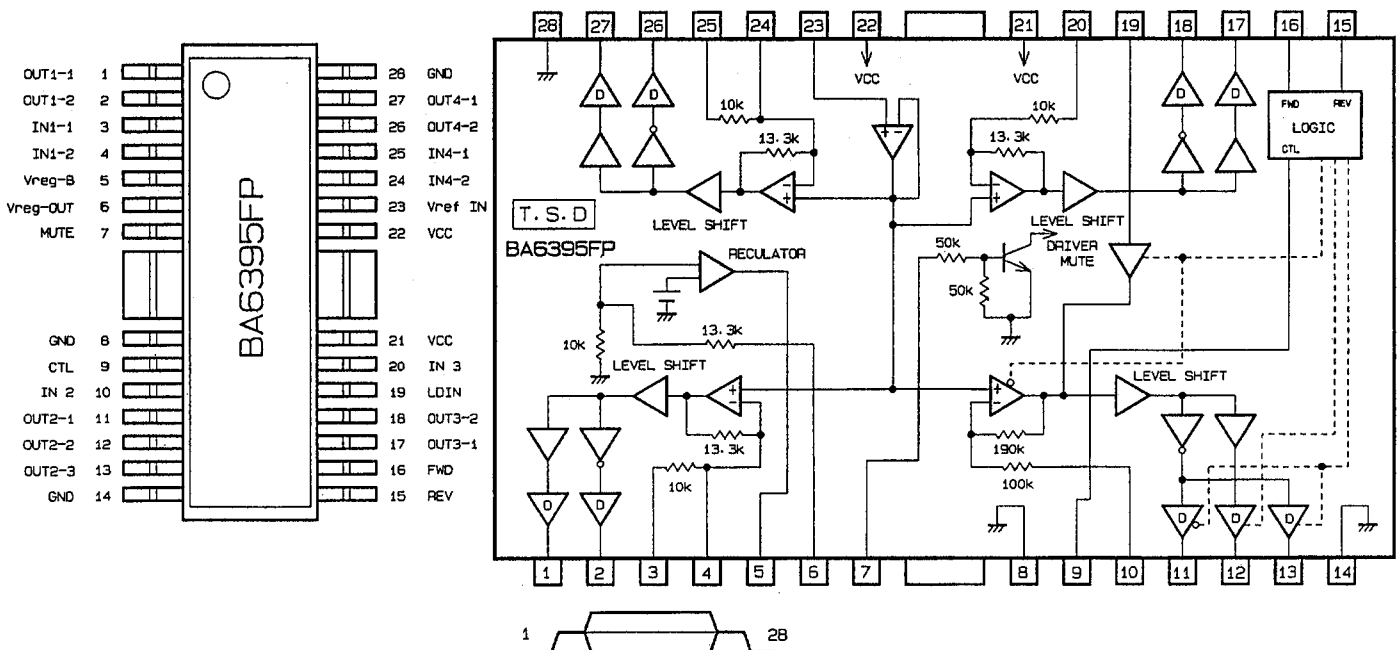 OUT1-1 1
OUT1-2 2
IN1-1 3
IN1-2 4
Vreg-B 5
Vreg-OUT 6
MUTE 7
GND 8
CTL 9
IN 2 10
OUT2-1 11
OUT2-2 12
OUT2-3 13
GND 14
BA6395FP
28 GND
27 OUT4-1
26 OUT4-2
25 IN4-1
24 IN4-2
23 Vref IN
22 VCC
21 VCC
20 IN 3
19 LDIN
18 OUT3-2
17 OUT3-1
16 FWD
15 REV
28 27 26 25 24 23 22 21 20 19 18 17 16 15
VCC VCC
D D D D
FWD REV
LOGIC
CTL
10k 10k
13.3k 13.3k
+ -
- +
- +
T.S.D
LEVEL SHIFT
LEVEL SHIFT
BA6395FP
DRIVER
MUTE
50k
50k
RECULATOR
10k
13.3k
LEVEL SHIFT
LEVEL SHIFT
+ -
+ -
13.3k
190k
10k
100k
D D D D D
1 2 3 4 5 6 7 8 9 10 11 12 13 14
1 28